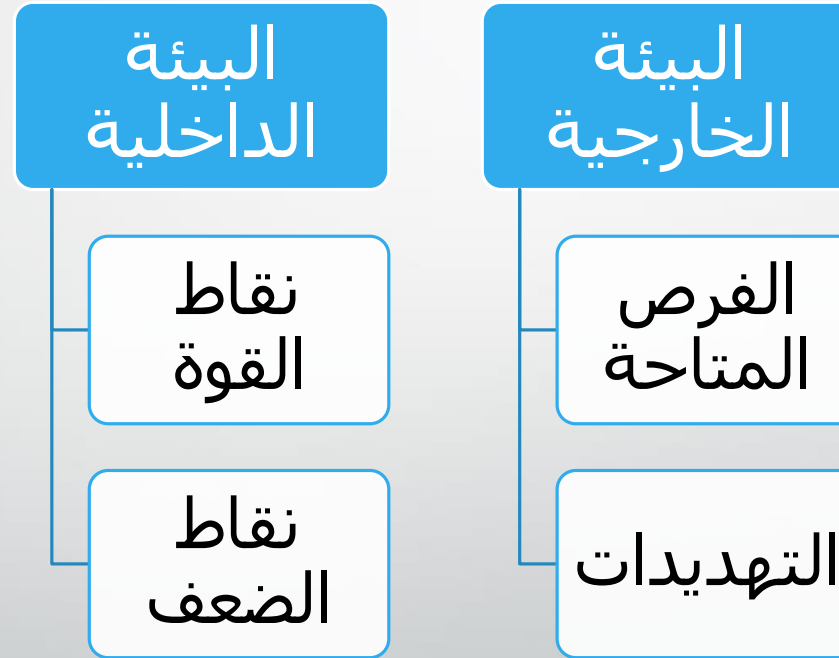 البيئة
الخارجية
الفرص
المتاحة
التهديدات
البيئة
الداخلية
نقاط
القوة
نقاط
الضعف